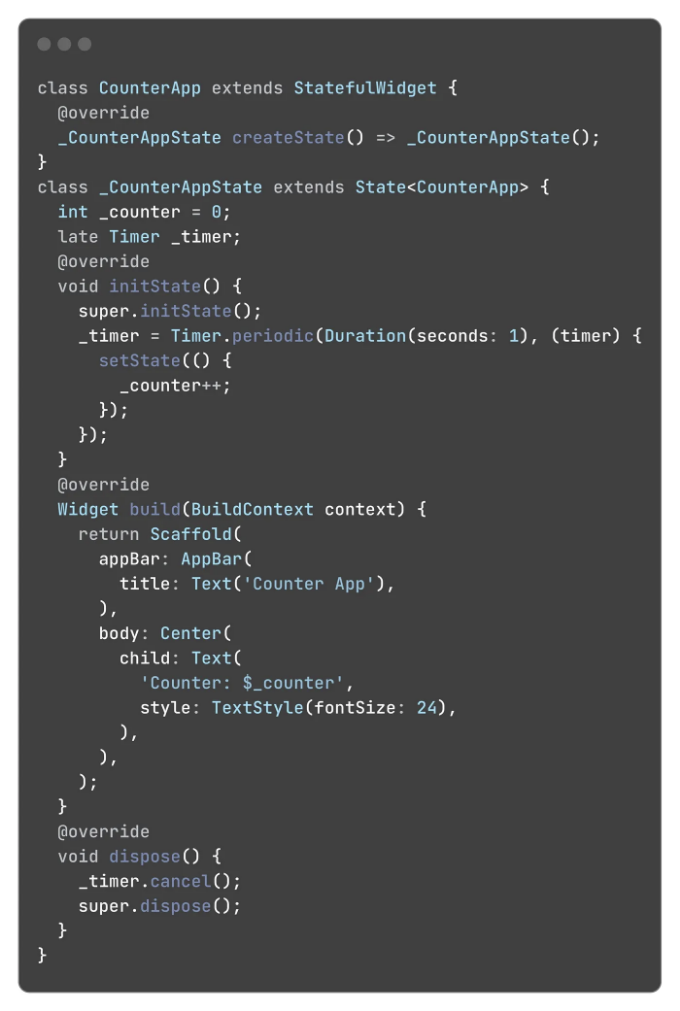 class CounterApp extends StatefulWidget {
  @override
  _CounterAppState createState() => _CounterAppState();
}
class _CounterAppState extends State<CounterApp> {
  int _counter = 0;
  late Timer _timer;
  @override
  void initState() {
    super.initState();
    _timer = Timer.periodic(Duration(seconds: 1), (timer) {
      setState(() {
        _counter++;
      });
    });
  }
  @override
  Widget build(BuildContext context) {
    return Scaffold(
      appBar: AppBar(
        title: Text('Counter App'),
      ),
      body: Center(
        child: Text(
          'Counter: $_counter',
          style: TextStyle(fontSize: 24),
        ),
      ),
    );
  }
  @override
  void dispose() {
    _timer.cancel();
    super.dispose();
  }
}